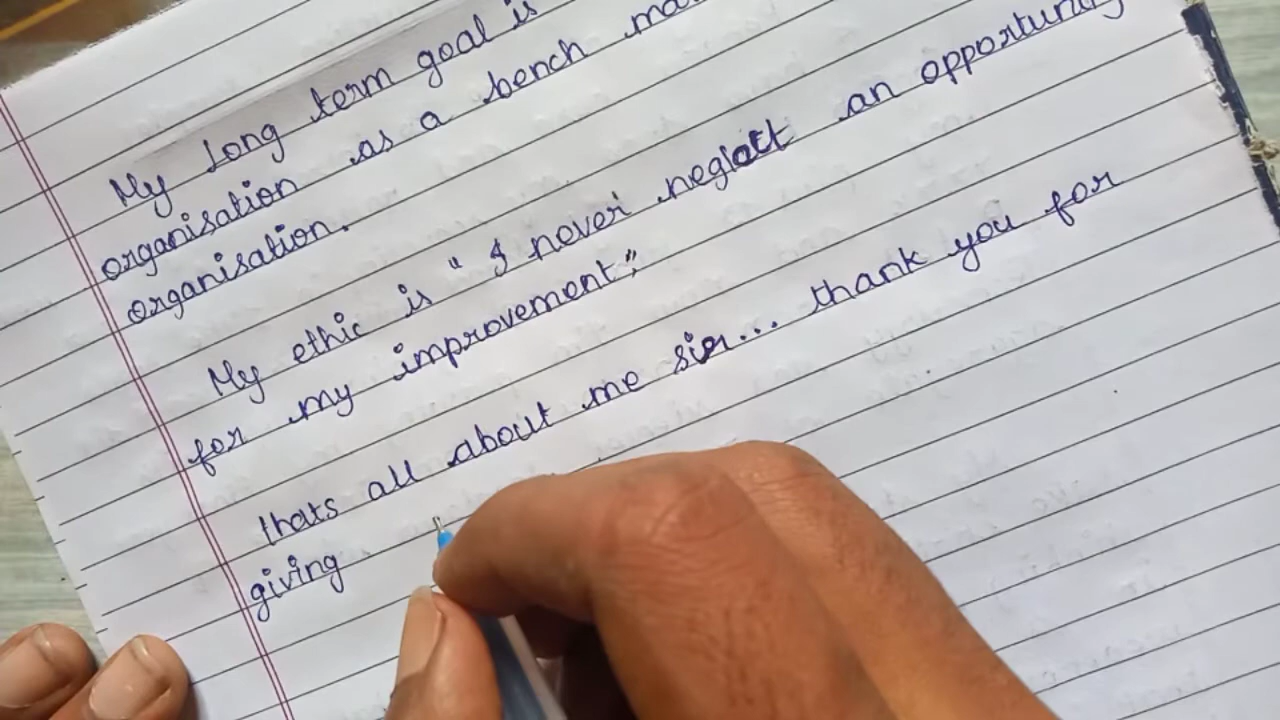 My long term goal is
organisation as a bench
organisation.
My ethic is " I never neglect an opportunity
for my improvement"
thats all about me sir... thank you for
giving